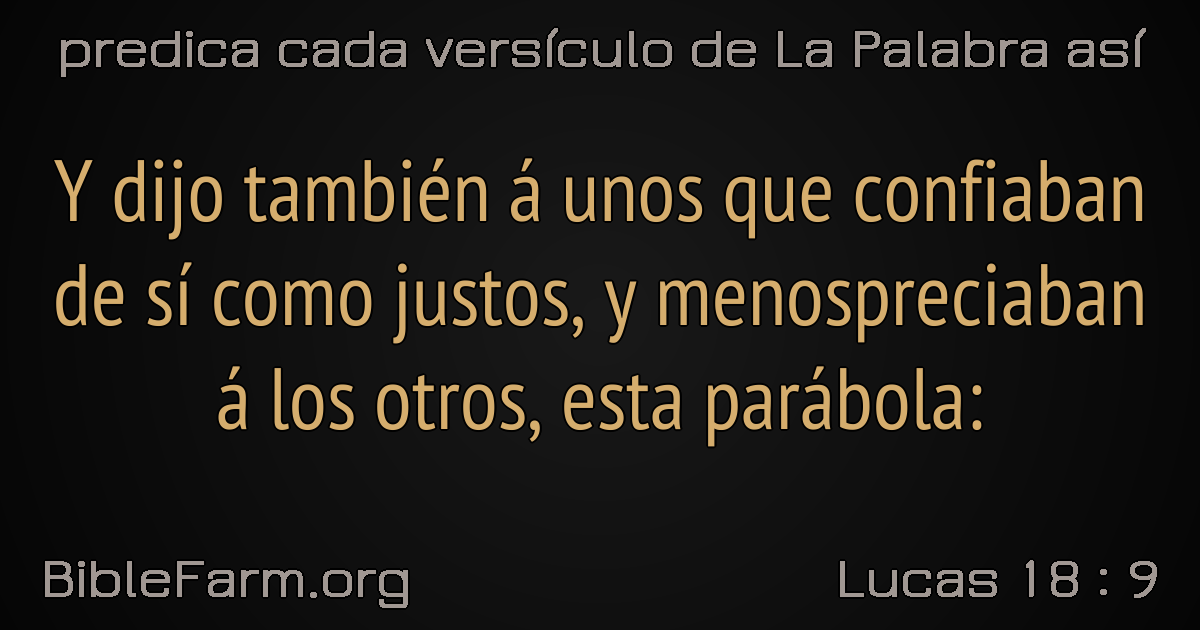 predica cada versículo de La Palabra así
Y dijo también á unos que confiaban
de sí como justos, y menospreciaban
á los otros, esta parábola:
BibleFarm.org
Lucas 18 : 9